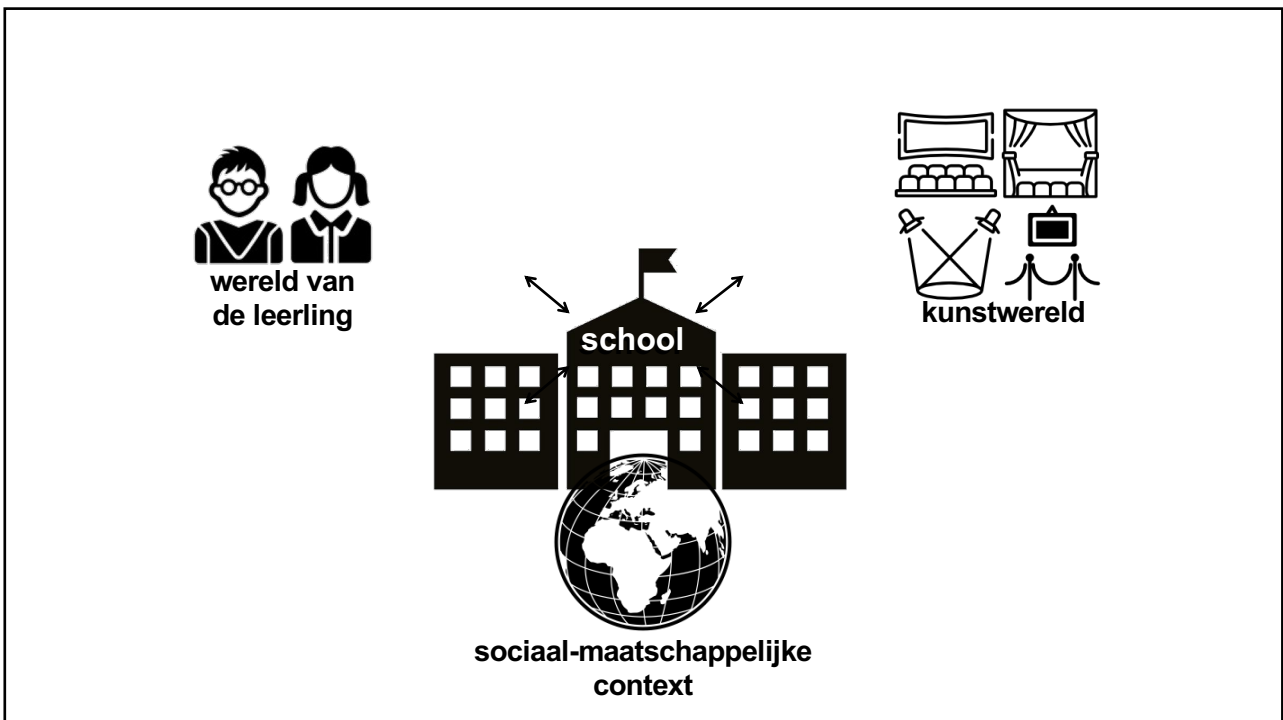 wereld van
de leerling
kunstwereld
school
sociaal-maatschappelijke
context